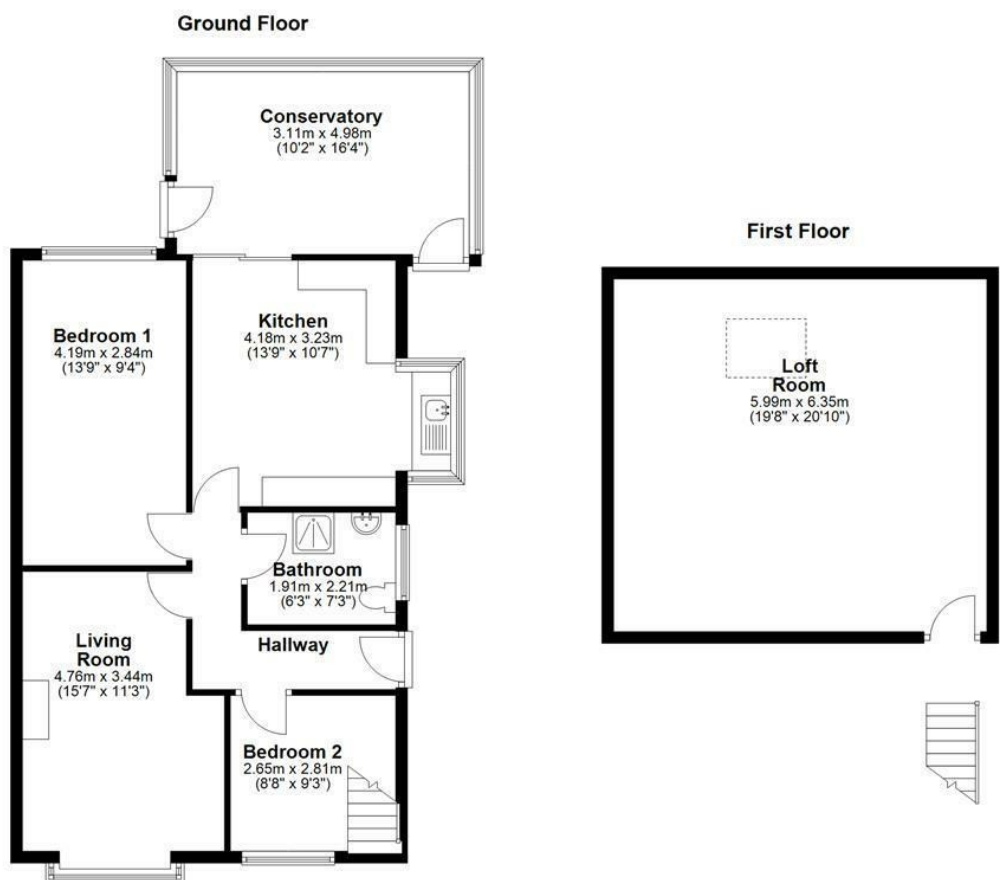 Ground Floor
Conservatory
3.11m x 4.98m
(10'2" x 16'4")
Bedroom 1
4.19m x 2.84m
(13'9" x 9'4")
Kitchen
4.18m x 3.23m
(13'9" x 10'7")
Bathroom
1.91m x 2.21m
(6'3" x 7'3")
Hallway
Living
Room
4.76m x 3.44m
(15'7" x 11'3")
Bedroom 2
2.65m x 2.81m
(8'8" x 9'3")
First Floor
Loft
Room
5.99m x 6.35m
(19'8" x 20'10")